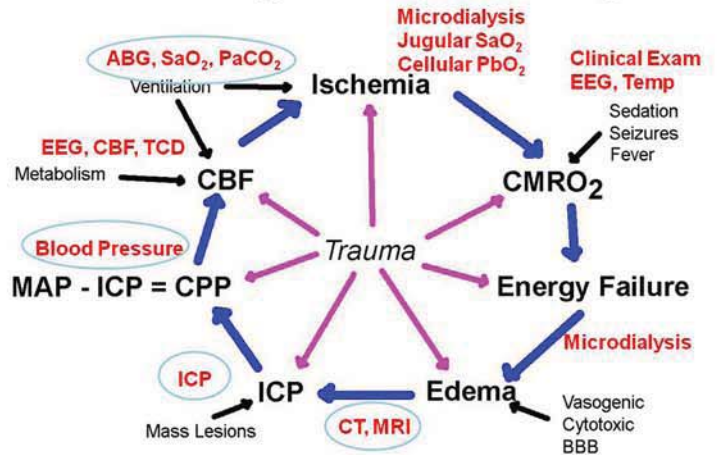 Microdialysis
Jugular SaO₂
Cellular PbO₂
ABG, SaO₂, PaCO₂
Ventilation
Ischemia
Clinical Exam
EEG, Temp
Sedation
Seizures
Fever
EEG, CBF, TCD
Metabolism
CBF
CMRO₂
Blood Pressure
Trauma
MAP - ICP = CPP
Energy Failure
Microdialysis
ICP
ICP
Edema
Mass Lesions
CT, MRI
Vasogenic
Cytotoxic
BBB